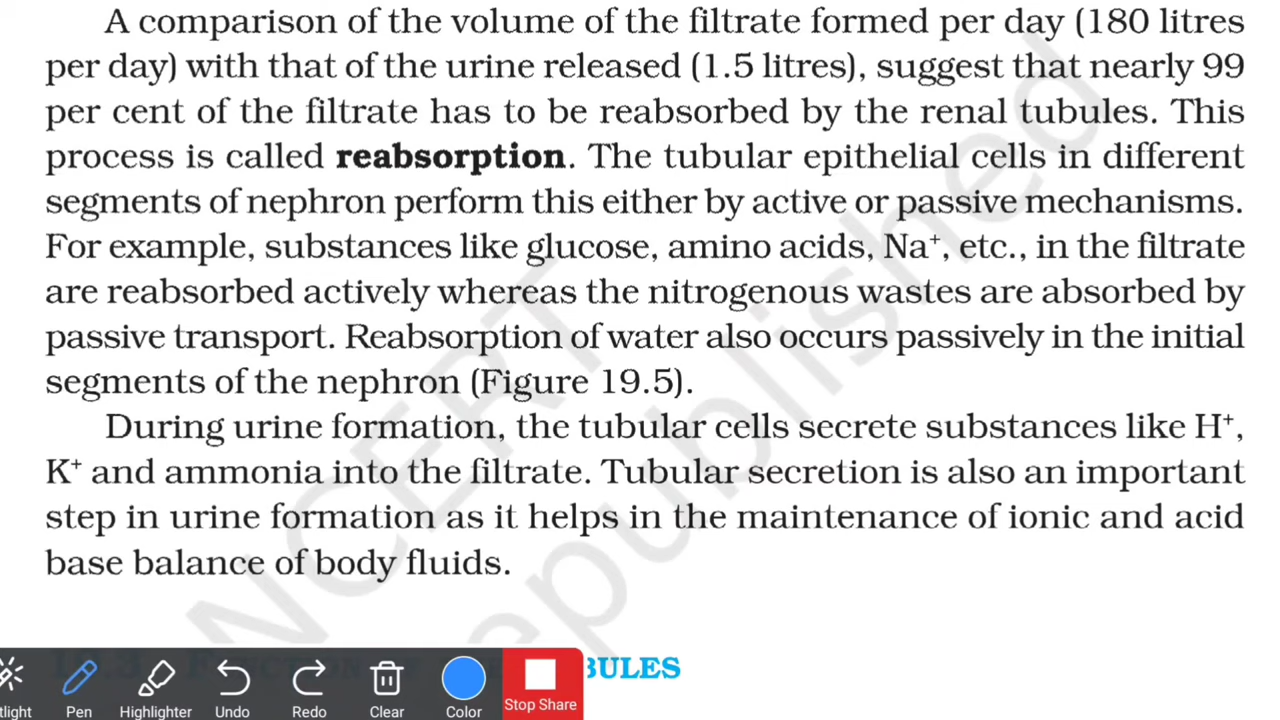 A comparison of the volume of the filtrate formed per day (180 litres
per day) with that of the urine released (1.5 litres), suggest that nearly 99
per cent of the filtrate has to be reabsorbed by the renal tubules. This
process is called reabsorption. The tubular epithelial cells in different
segments of nephron perform this either by active or passive mechanisms.
For example, substances like glucose, amino acids, Na⁺, etc., in the filtrate
are reabsorbed actively whereas the nitrogenous wastes are absorbed by
passive transport. Reabsorption of water also occurs passively in the initial
segments of the nephron (Figure 19.5).
During urine formation, the tubular cells secrete substances like H⁺,
K⁺ and ammonia into the filtrate. Tubular secretion is also an important
step in urine formation as it helps in the maintenance of ionic and acid
base balance of body fluids.
NCERT
republished
BULES
tlight Pen Highlighter Undo Redo Clear Color Stop Share